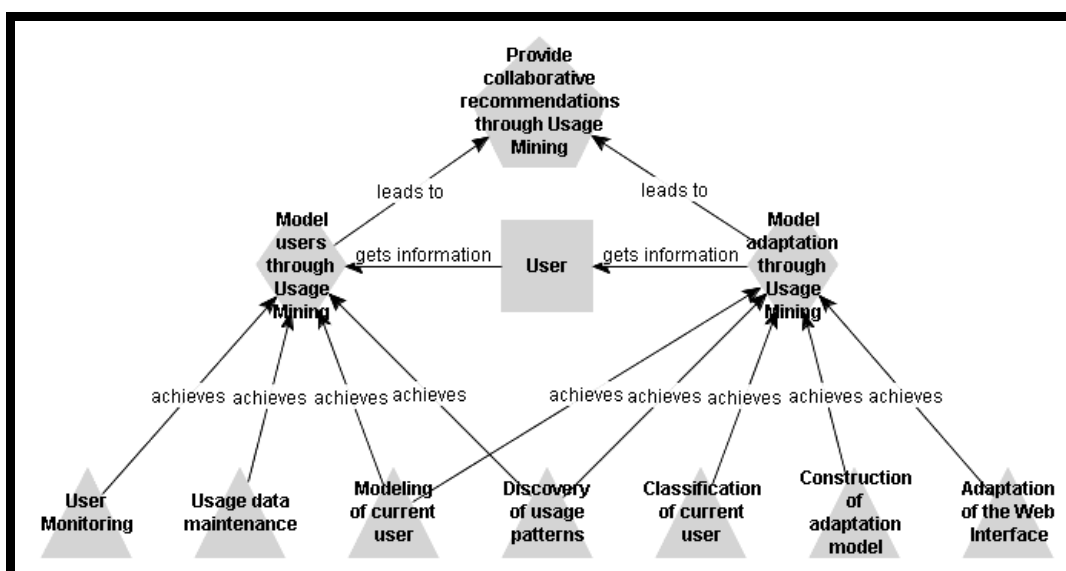 Provide
collaborative
recommendations
through Usage
Mining
leads to
leads to
Model
users
through
Usage
Mining
gets information
User
gets information
Model
adaptation
through
Usage
Mining
achieves
achieves
achieves
achieves
achieves
achieves
achieves
achieves
achieves
User
Monitoring
Usage data
maintenance
Modeling
of current
user
Discovery
of usage
patterns
Classification
of current
user
Construction
of
adaptation
model
Adaptation
of the Web
Interface